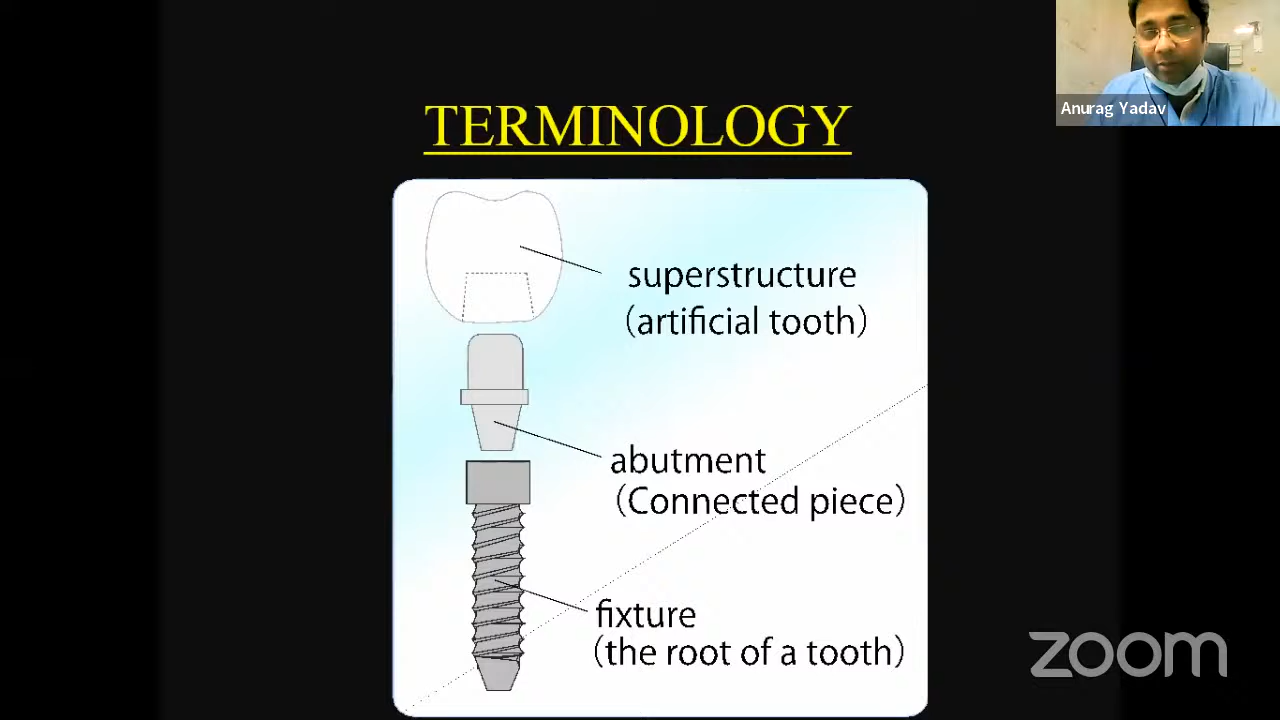 Anurag Yadav
TERMINOLOGY
superstructure
(artificial tooth)
abutment
(Connected piece)
fixture
(the root of a tooth)
zoom